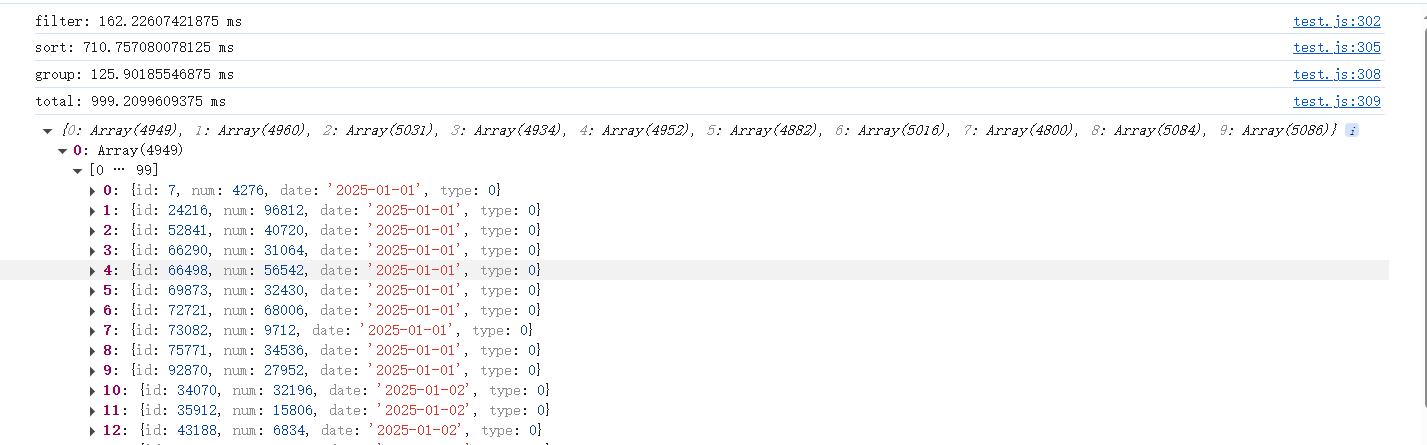 filter: 162.22607421875 ms test.js:302
sort: 710.757080078125 ms test.js:305
group: 125.90185546875 ms test.js:308
total: 999.2099609375 ms test.js:309
{0: Array(4949), 1: Array(4960), 2: Array(5031), 3: Array(4934), 4: Array(4952), 5: Array(4882), 6: Array(5016), 7: Array(4800), 8: Array(5084), 9: Array(5086)} i
0: Array(4949)
[0 … 99]
0: {id: 7, num: 4276, date: '2025-01-01', type: 0}
1: {id: 24216, num: 96812, date: '2025-01-01', type: 0}
2: {id: 52841, num: 40720, date: '2025-01-01', type: 0}
3: {id: 66290, num: 31064, date: '2025-01-01', type: 0}
4: {id: 66498, num: 56542, date: '2025-01-01', type: 0}
5: {id: 69873, num: 32430, date: '2025-01-01', type: 0}
6: {id: 72721, num: 68006, date: '2025-01-01', type: 0}
7: {id: 73082, num: 9712, date: '2025-01-01', type: 0}
8: {id: 75771, num: 34536, date: '2025-01-01', type: 0}
9: {id: 92870, num: 27952, date: '2025-01-01', type: 0}
10: {id: 34070, num: 32196, date: '2025-01-02', type: 0}
11: {id: 35912, num: 15806, date: '2025-01-02', type: 0}
12: {id: 43188, num: 6834, date: '2025-01-02', type: 0}